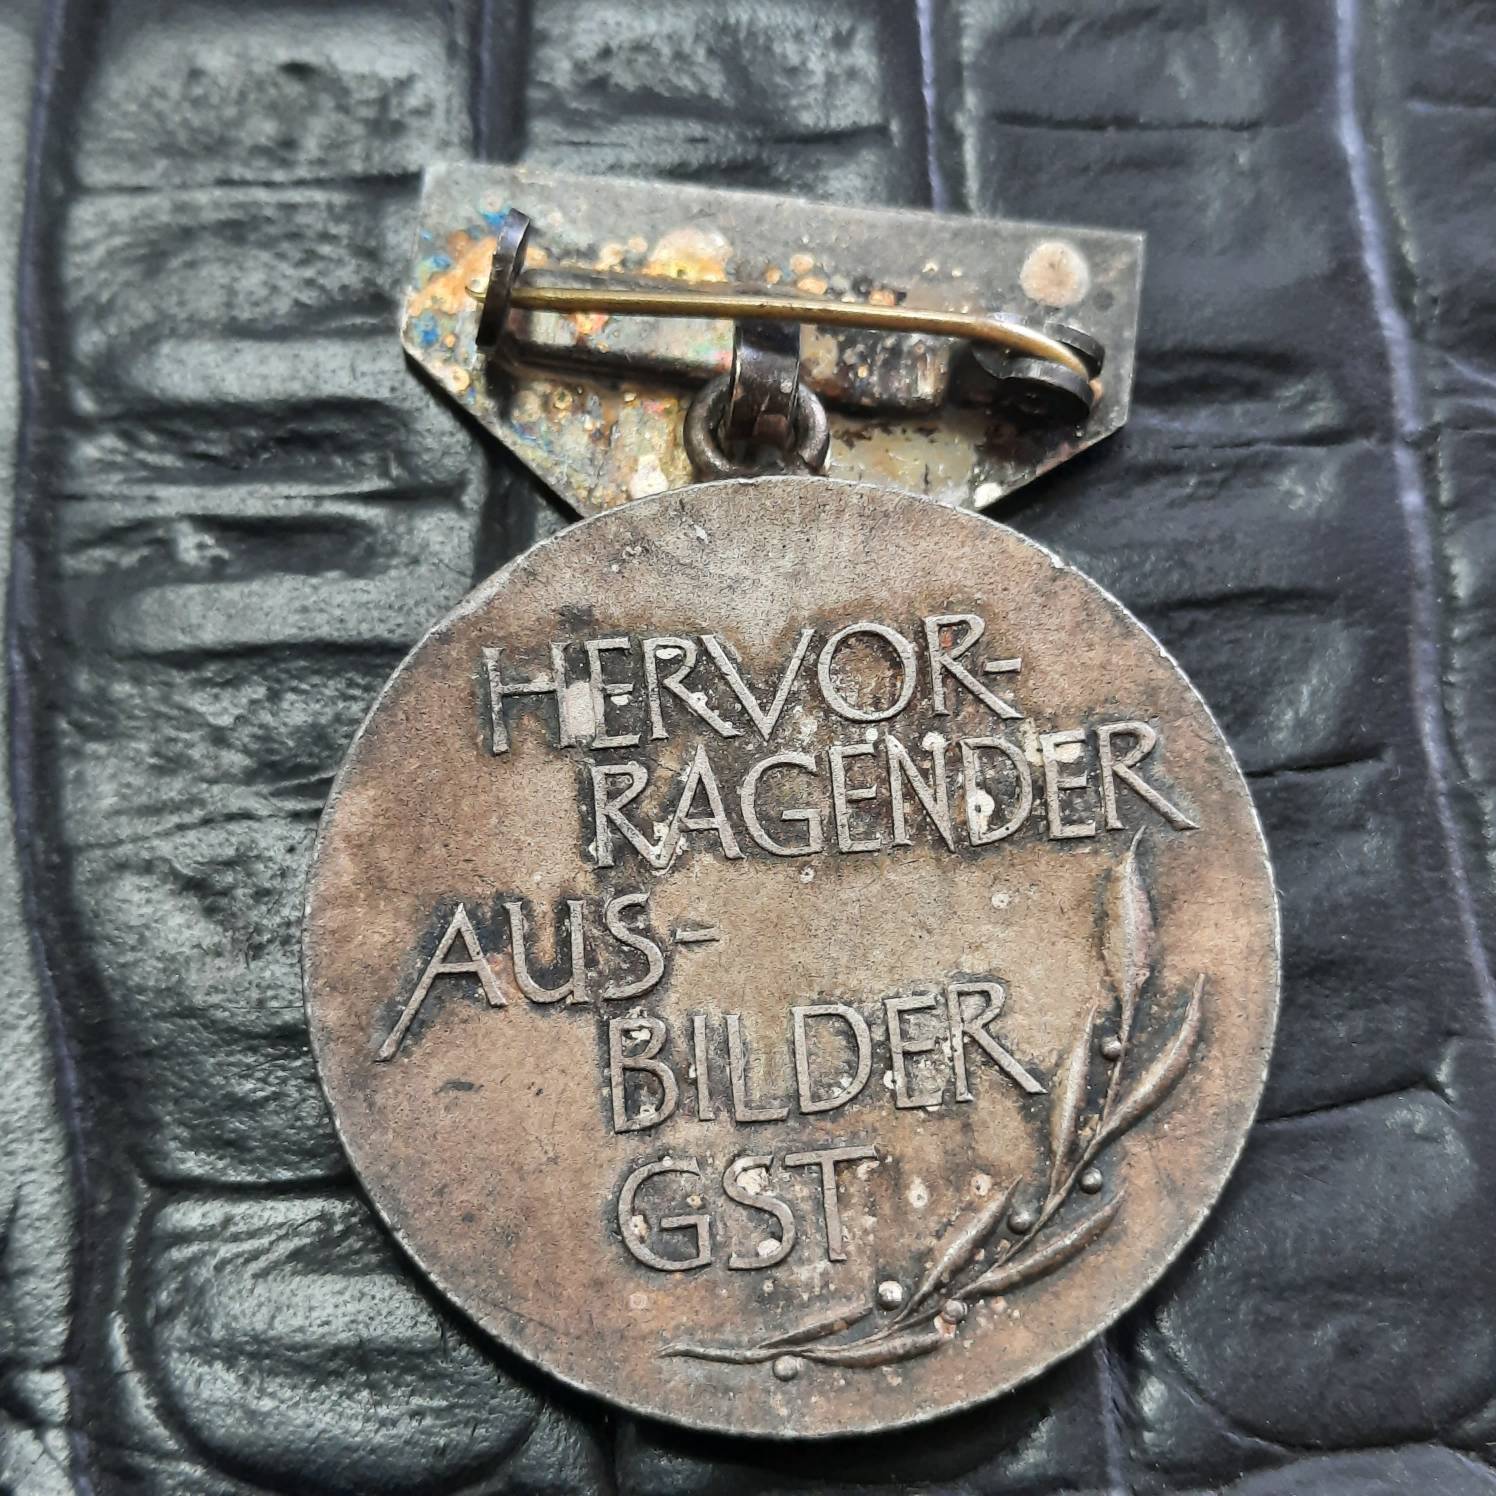 HERVOR-
RAGENDER
AUS-
BILDER
GST